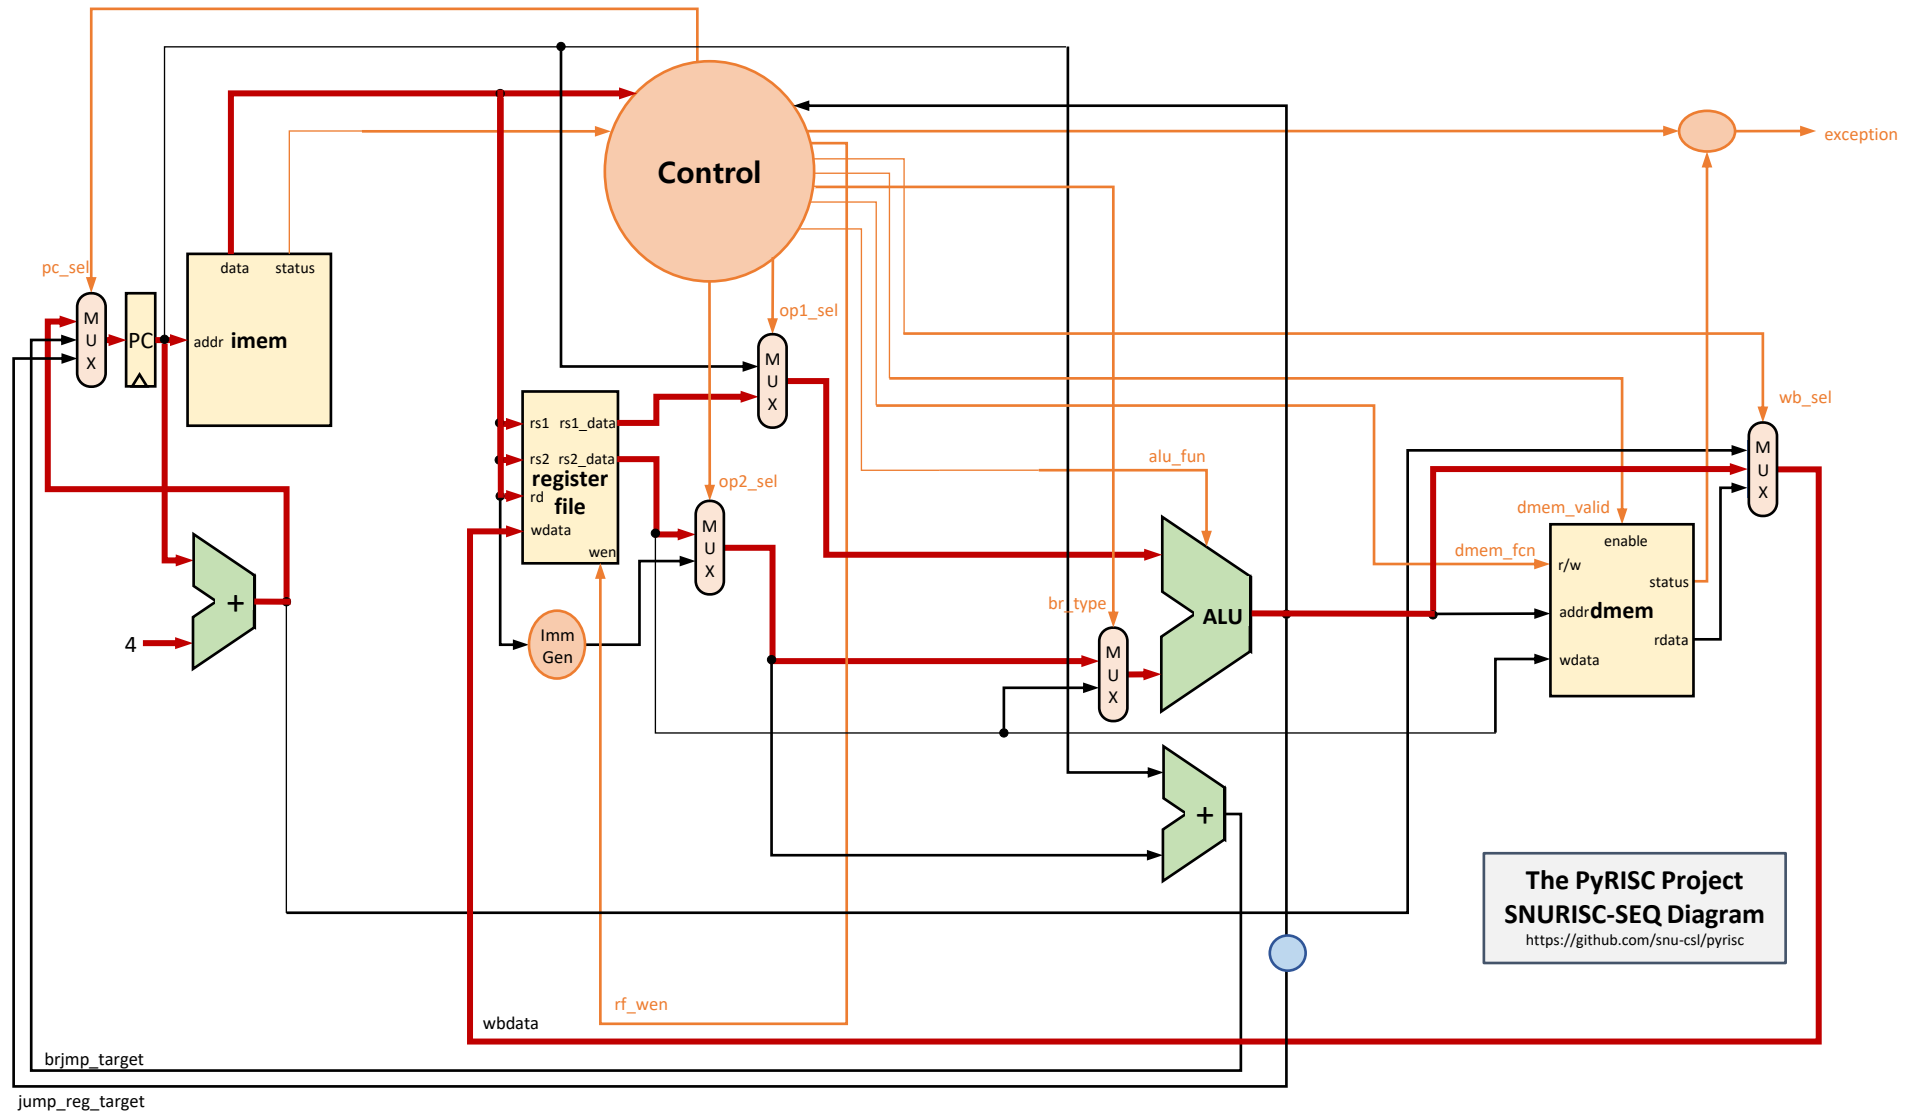 Control
exception
pc_sel
data
status
op1_sel
M
U
X
PC
addr
imem
M
U
X
wb_sel
rs1
rs1_data
rs2
rs2_data
register
file
rd
wdata
wen
op2_sel
alu_fun
M
U
X
M
U
X
dmem_valid
enable
dmem_fcn
r/w
status
addr
dmem
rdata
wdata
br_type
M
U
X
ALU
+
4
Imm
Gen
+
The PyRISC Project
SNURISC-SEQ Diagram
https://github.com/snu-csl/pyrisc
rf_wen
wbdata
brjmp_target
jump_reg_target